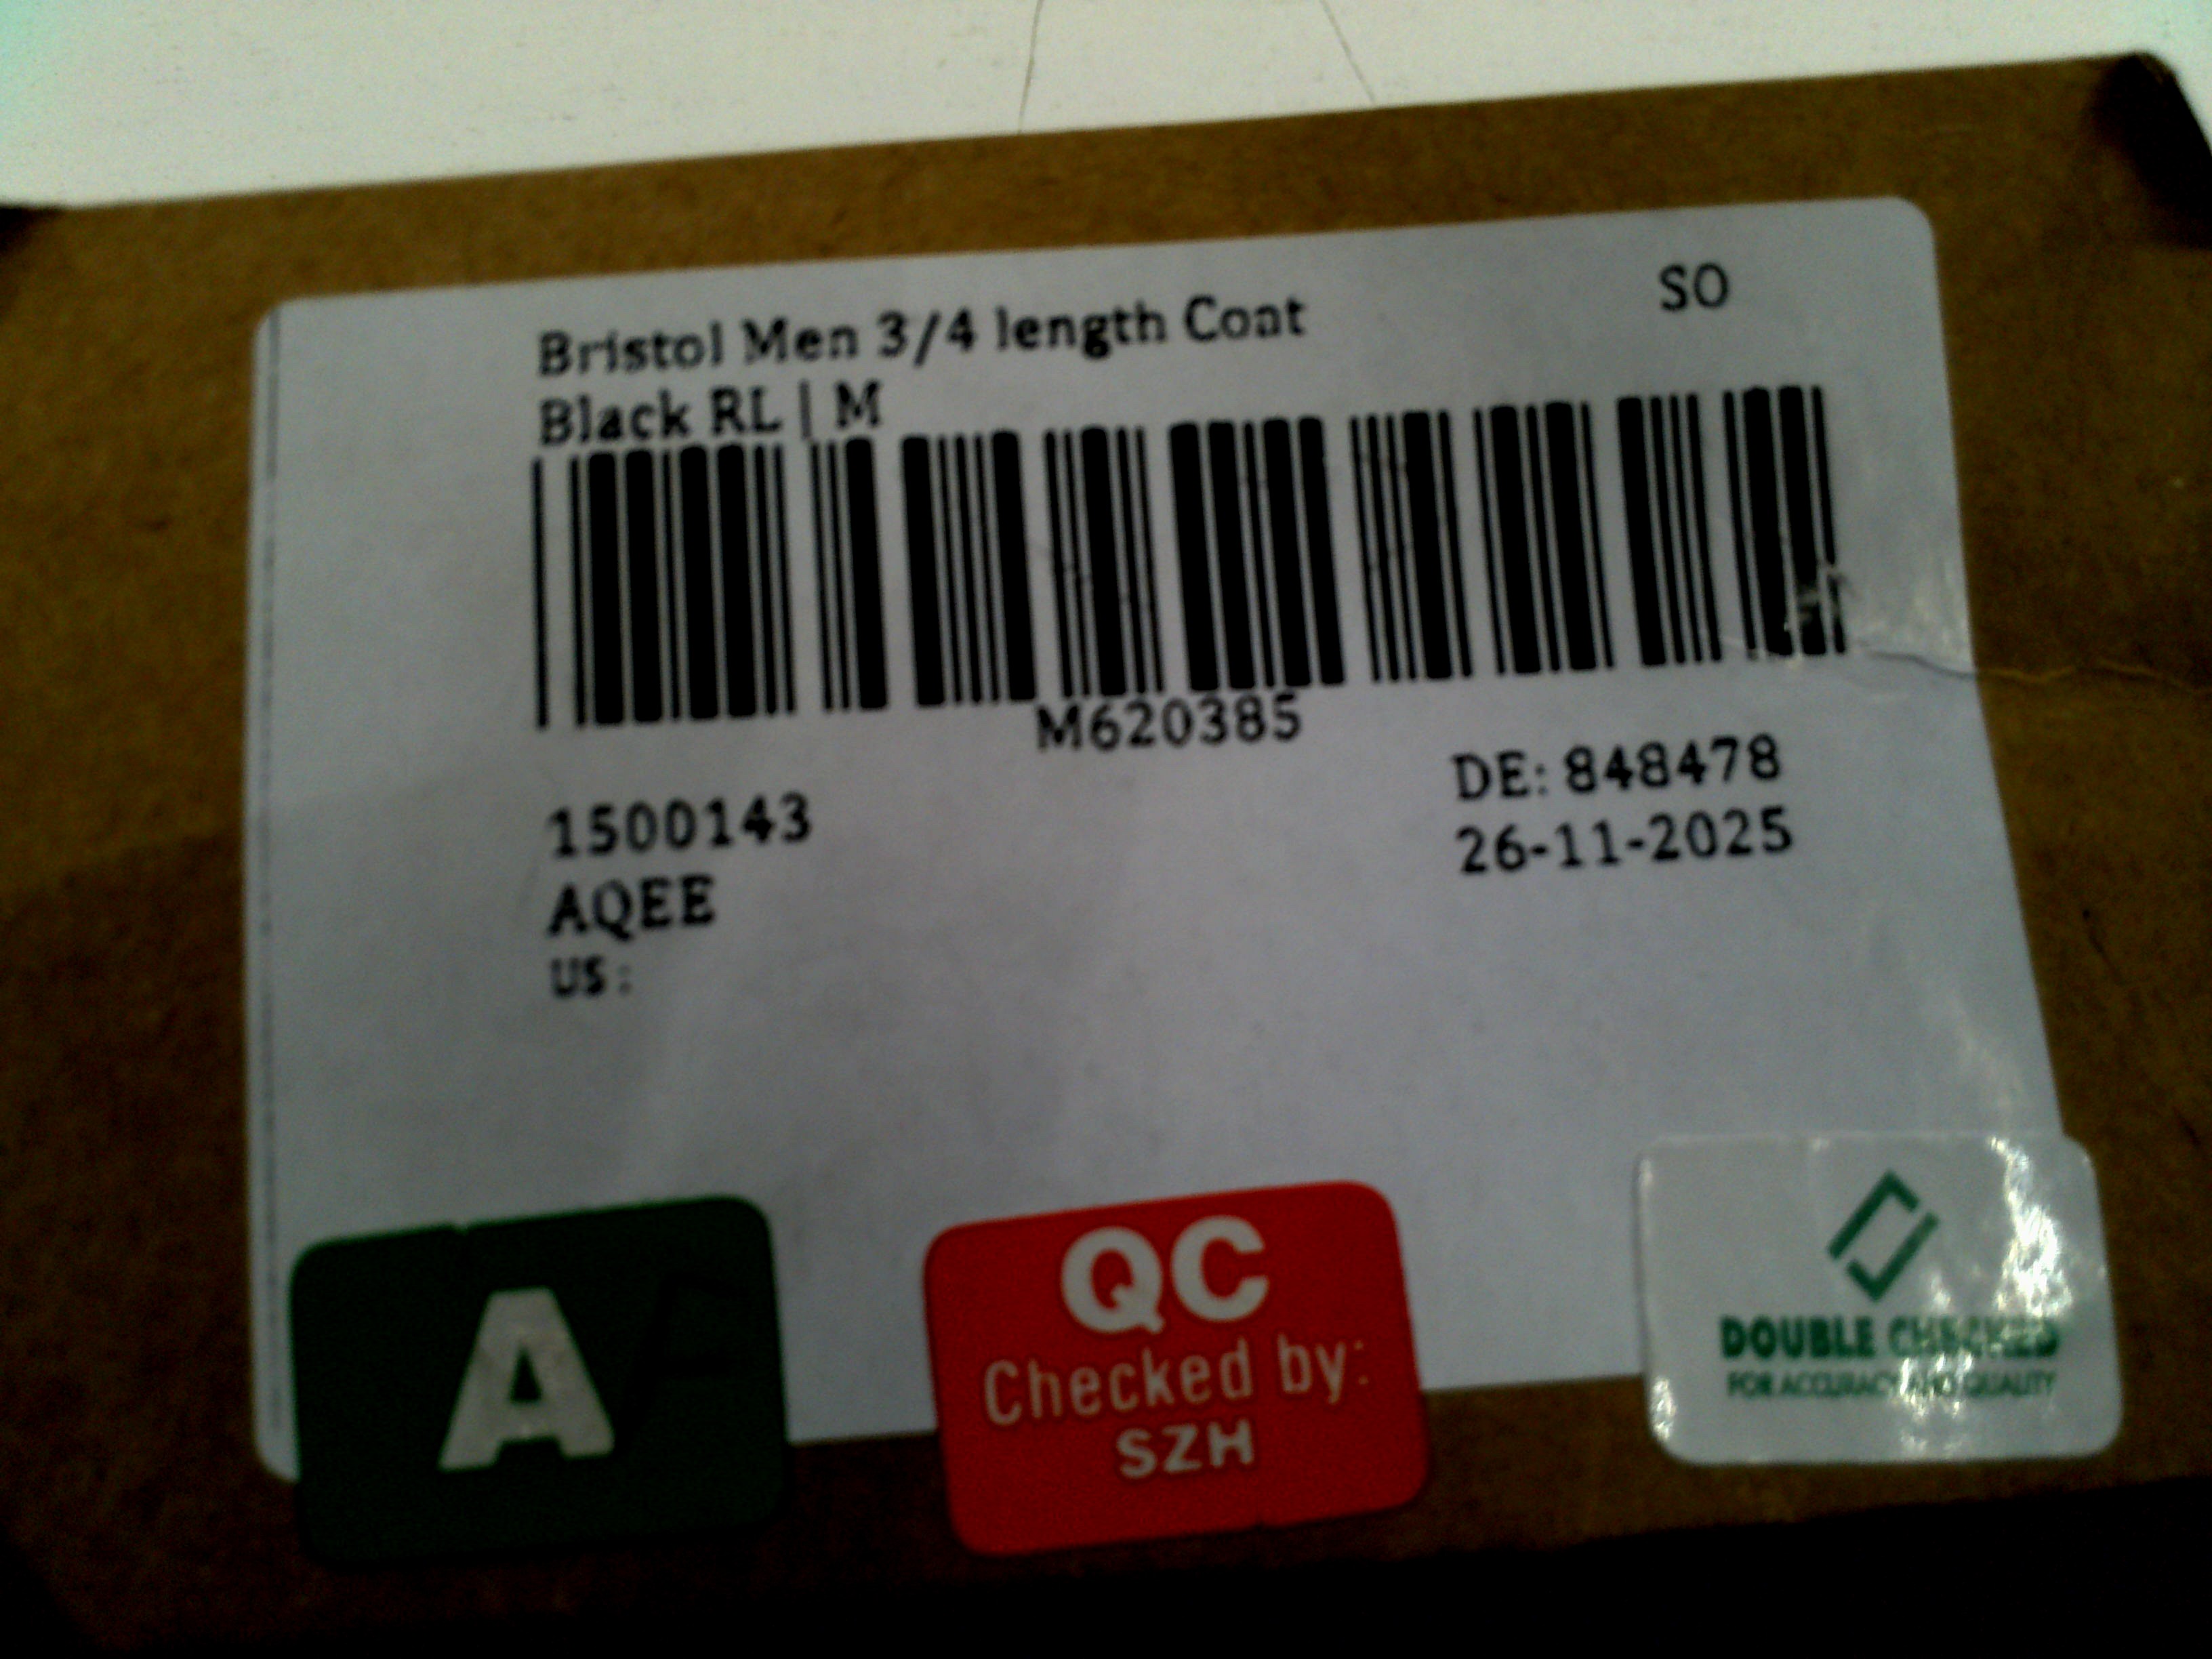 Bristol Men 3/4 length Coat
SO
Black RL | M
M620385
1500143
DE: 848478
AQEE
26-11-2025
US:
A
QC
Checked by:
SZH
DOUBLE CHECKED
FOR ACCURACY AND QUALITY